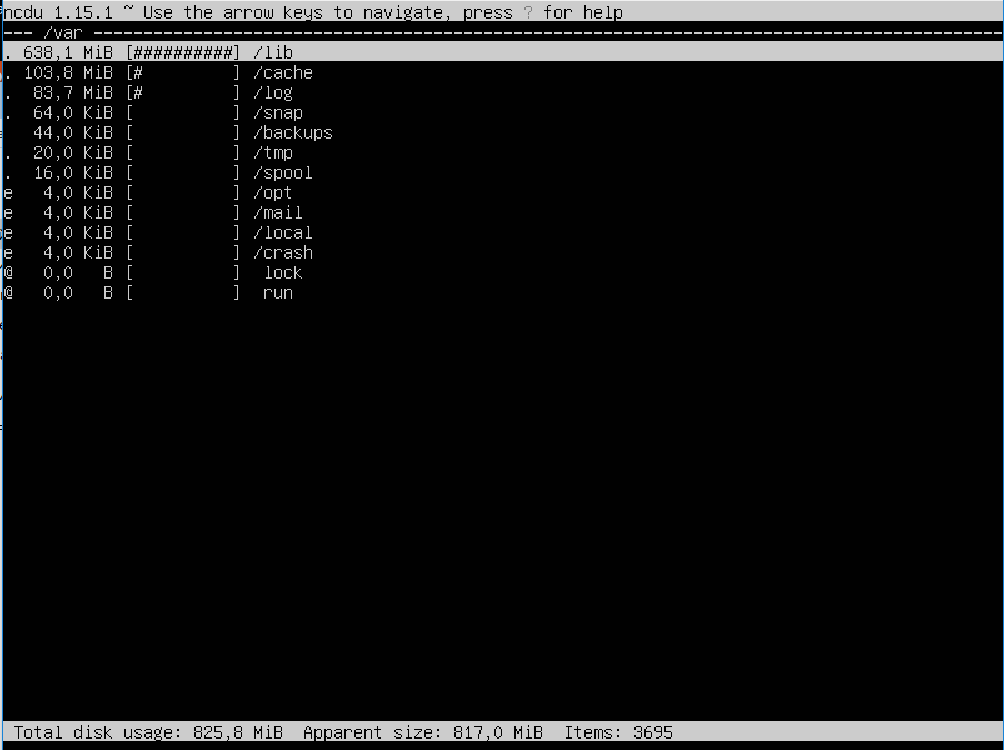 ncdu 1.15.1 ~ Use the arrow keys to navigate, press ? for help
--- /var ----------------------------------------------------------------------------------------------
. 638,1 MiB [##########] /lib
. 103,8 MiB [#         ] /cache
.  83,7 MiB [#         ] /log
.  64,0 KiB [          ] /snap
   44,0 KiB [          ] /backups
.  20,0 KiB [          ] /tmp
.  16,0 KiB [          ] /spool
e   4,0 KiB [          ] /opt
e   4,0 KiB [          ] /mail
e   4,0 KiB [          ] /local
e   4,0 KiB [          ] /crash
@   0,0   B [          ]  lock
@   0,0   B [          ]  run
Total disk usage: 825,8 MiB  Apparent size: 817,0 MiB  Items: 3695